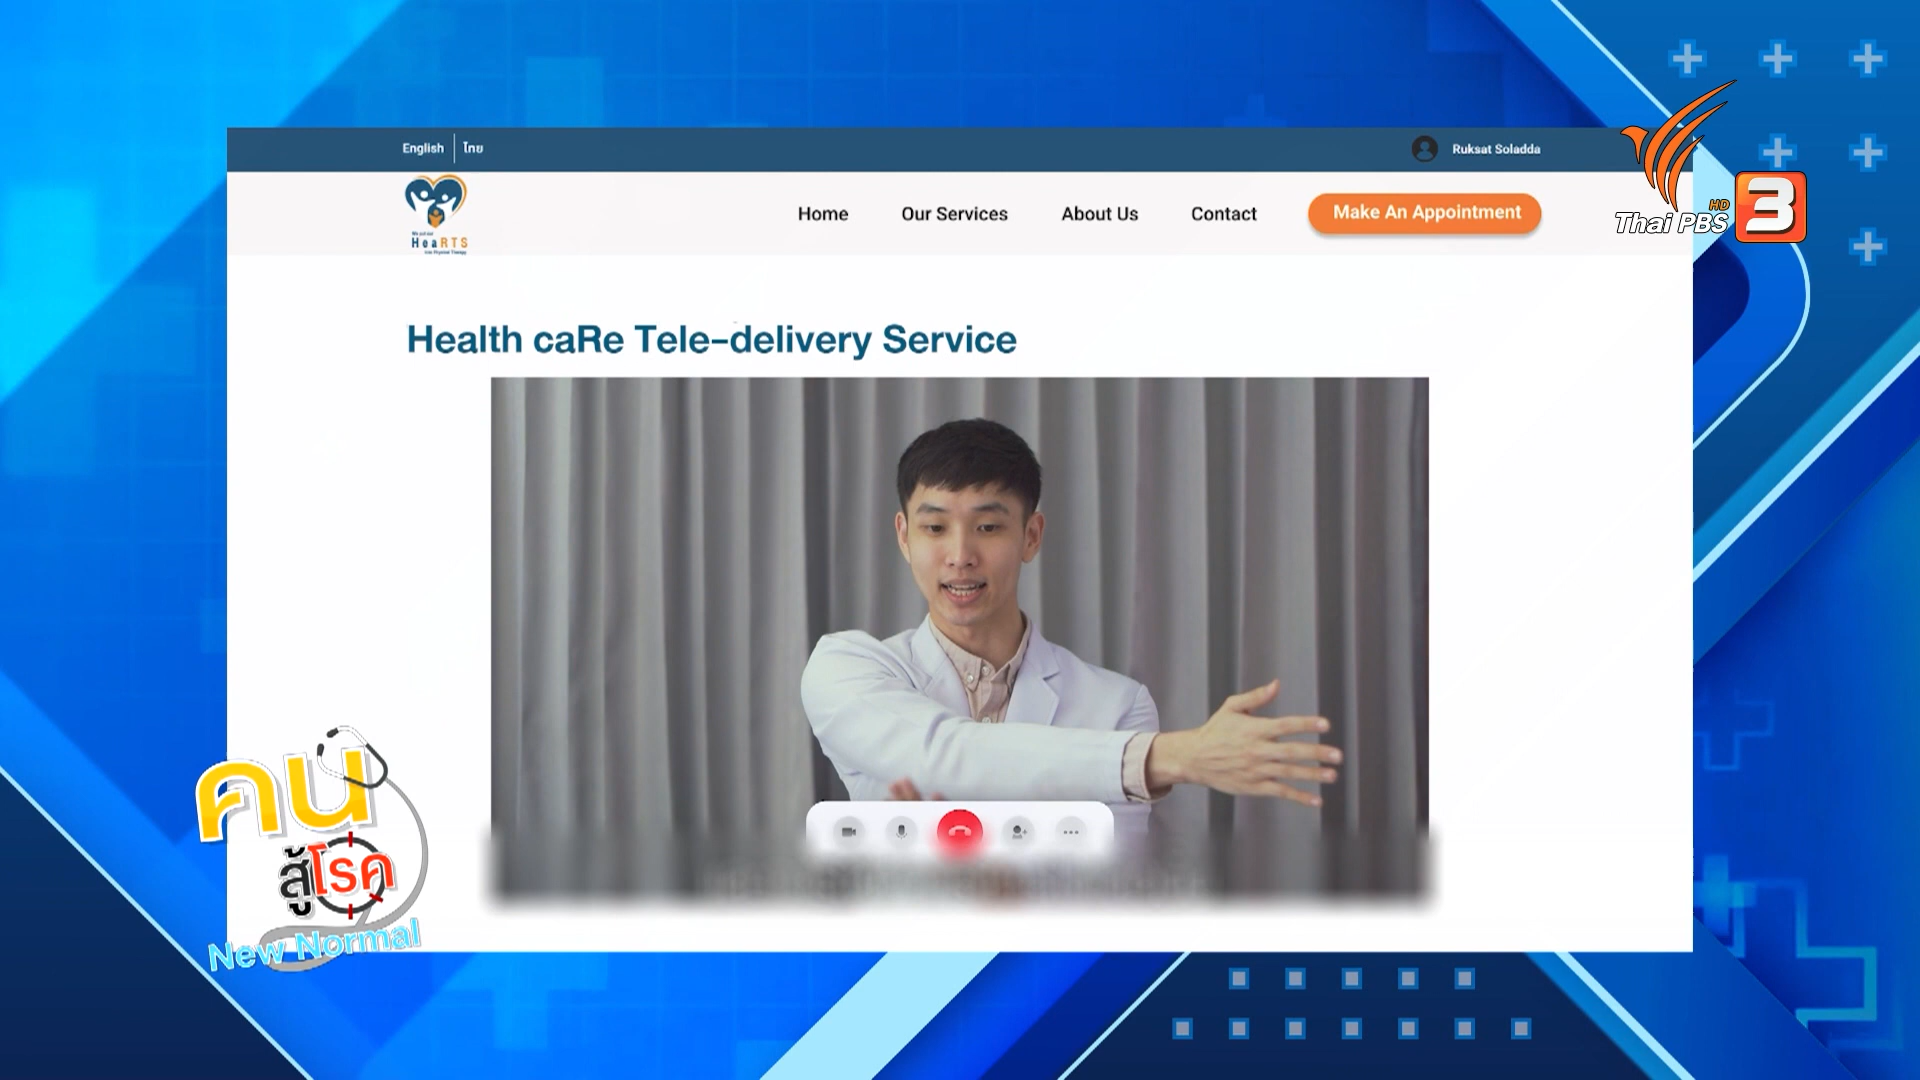 English ไทย
Ruksat Soladda
HD
Thai PBS 3
HeaRTS
Home Our Services About Us Contact Make An Appointment
Health caRe Tele-delivery Service
คน
สู้โรค
New Normal